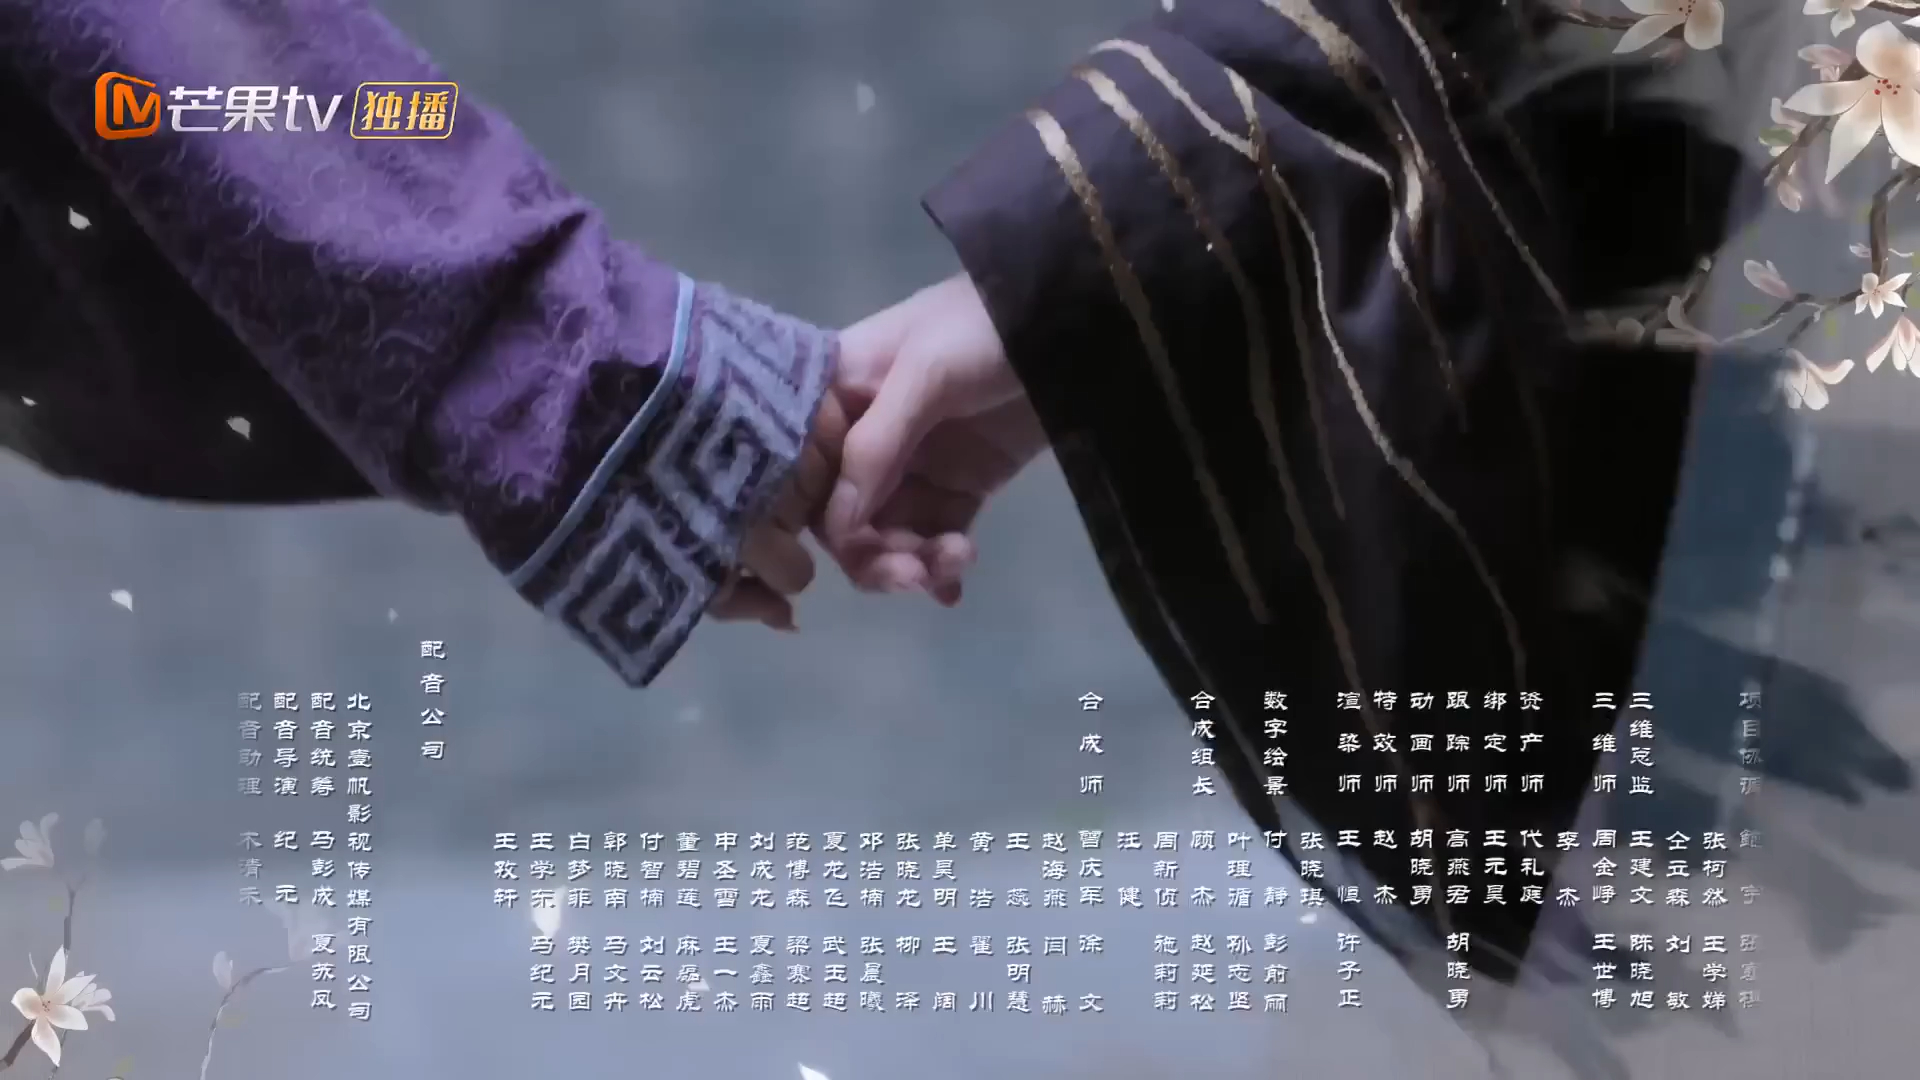 芒果tv 独播
项目协调 鲍宇
张柯然 王学娣
仝立森 刘敏
三维总监 王建文 陈晓旭
三维师 周金峥 王世博
李杰
资产师 代礼庭
绑定师 王元昊
跟踪师 高燕君 胡晓勇
动画师 胡晓勇
特效师 赵杰
渲染师 王恒 许子正
张晓琪
数字绘景 付静 彭俞丽
叶理循 孙志坚
合成组长 顾杰 赵延松
周新侦 施莉莉
汪健
合成师 曾庆军 徐文
赵海燕 闫赫
王蕊 张明慧
黄浩 翟川
单昊明 王阔
张晓龙 柳泽
邓浩楠 张晨曦
夏龙飞 武玉超
范博森 梁赛超
刘成龙 夏鑫雨
申圣雪 王一杰
董碧莲 麻磊虎
付智楠 刘云松
郭晓南 马文卉
白梦菲 樊月园
王学东 马纪元
王孜轩
配音公司
北京壹帆影视传媒有限公司
配音统筹 马彭成 夏苏凤
配音导演 纪元
配音助理 木清禾